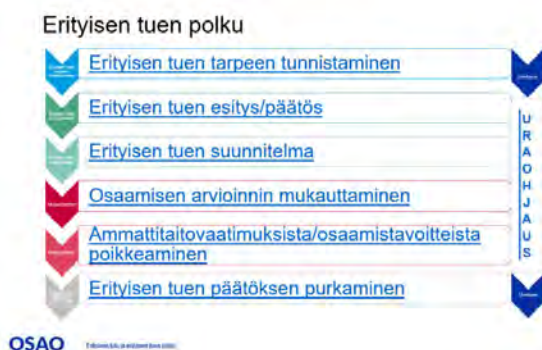 Erityisen tuen polku
Erityisen tuen tarpeen tunnistaminen
Erityisen tuen esitys/päätös
Erityisen tuen suunnitelma
Osaamisen arvioinnin mukauttaminen
Ammattitaitovaatimuksista/osaamistavoitteista
poikkeaminen
Erityisen tuen päätöksen purkaminen
U
R
A
O
H
J
A
U
S
OSAO